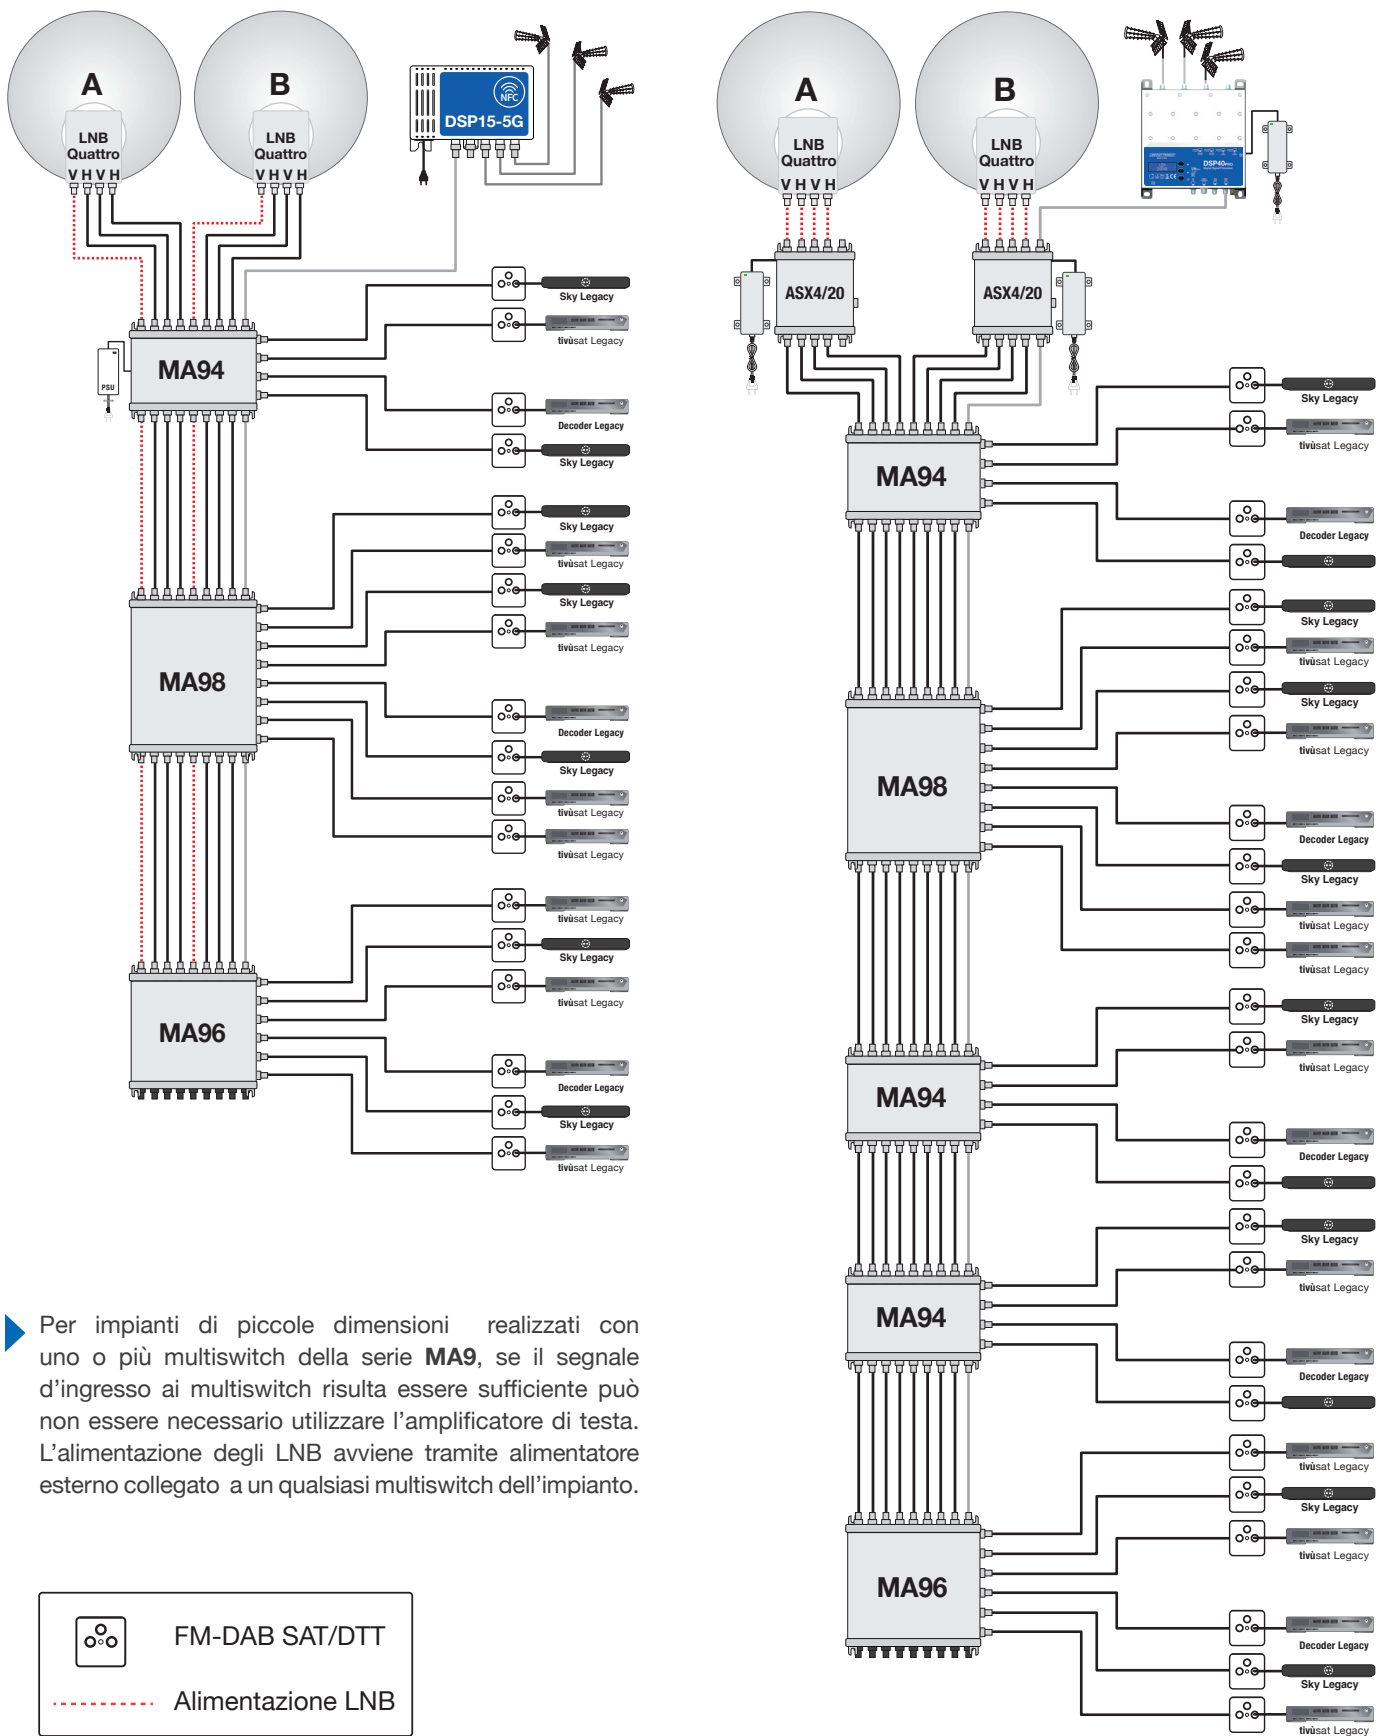 A
LNB
Quattro
V H V H
B
LNB
Quattro
V H V H
NFC
DSP15-5G
MA94
PSU
Sky Legacy
tivùsat Legacy
Decoder Legacy
Sky Legacy
MA98
Sky Legacy
tivùsat Legacy
Sky Legacy
tivùsat Legacy
Decoder Legacy
Sky Legacy
tivùsat Legacy
tivùsat Legacy
MA96
tivùsat Legacy
Sky Legacy
tivùsat Legacy
Decoder Legacy
Sky Legacy
tivùsat Legacy
Per impianti di piccole dimensioni realizzati con
uno o più multiswitch della serie MA9, se il segnale
d'ingresso ai multiswitch risulta essere sufficiente può
non essere necessario utilizzare l'amplificatore di testa.
L'alimentazione degli LNB avviene tramite alimentatore
esterno collegato a un qualsiasi multiswitch dell'impianto.
FM-DAB SAT/DTT
Alimentazione LNB
A
LNB
Quattro
V H V H
B
LNB
Quattro
V H V H
DSP40PRO
ASX4/20
ASX4/20
MA94
Sky Legacy
tivùsat Legacy
Decoder Legacy
MA98
Sky Legacy
tivùsat Legacy
Sky Legacy
tivùsat Legacy
Decoder Legacy
Sky Legacy
tivùsat Legacy
tivùsat Legacy
MA94
Sky Legacy
tivùsat Legacy
Decoder Legacy
MA94
Sky Legacy
tivùsat Legacy
Decoder Legacy
MA96
tivùsat Legacy
Sky Legacy
tivùsat Legacy
Decoder Legacy
Sky Legacy
tivùsat Legacy